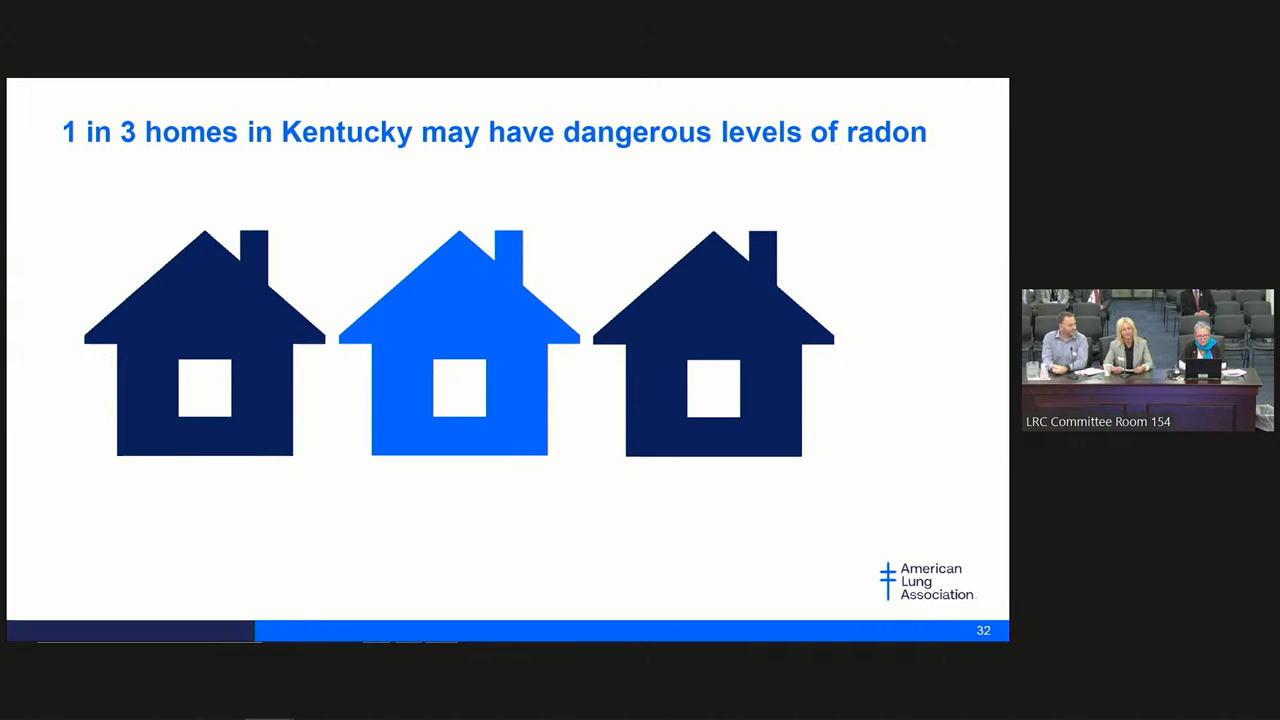 1 in 3 homes in Kentucky may have dangerous levels of radon
American
Lung
Association.
32
LRC Committee Room 154